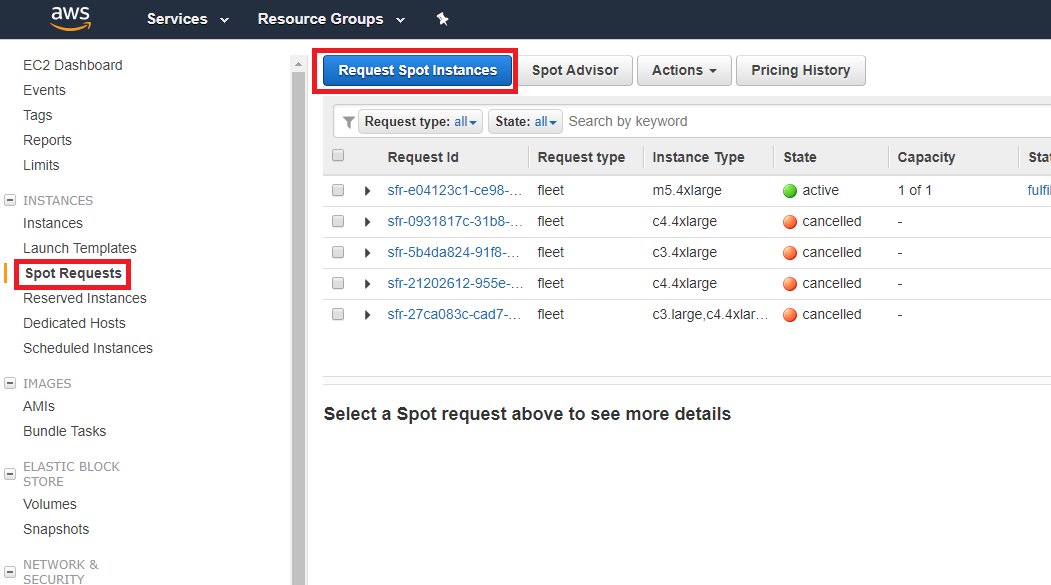 aws Services Resource Groups
EC2 Dashboard
Events
Tags
Reports
Limits
INSTANCES
Instances
Launch Templates
Spot Requests
Reserved Instances
Dedicated Hosts
Scheduled Instances
IMAGES
AMIs
Bundle Tasks
ELASTIC BLOCK
STORE
Volumes
Snapshots
NETWORK &
SECURITY
Request Spot Instances Spot Advisor Actions Pricing History
Request type: all State: all Search by keyword
Request Id Request type Instance Type State Capacity Stat
sfr-e04123c1-ce98-... fleet m5.4xlarge active 1 of 1 fulfi
sfr-0931817c-31b8-... fleet c4.4xlarge cancelled -
sfr-5b4da824-91f8-... fleet c3.4xlarge cancelled -
sfr-21202612-955e-... fleet c4.4xlarge cancelled -
sfr-27ca083c-cad7-... fleet c3.large,c4.4xlar... cancelled -
Select a Spot request above to see more details